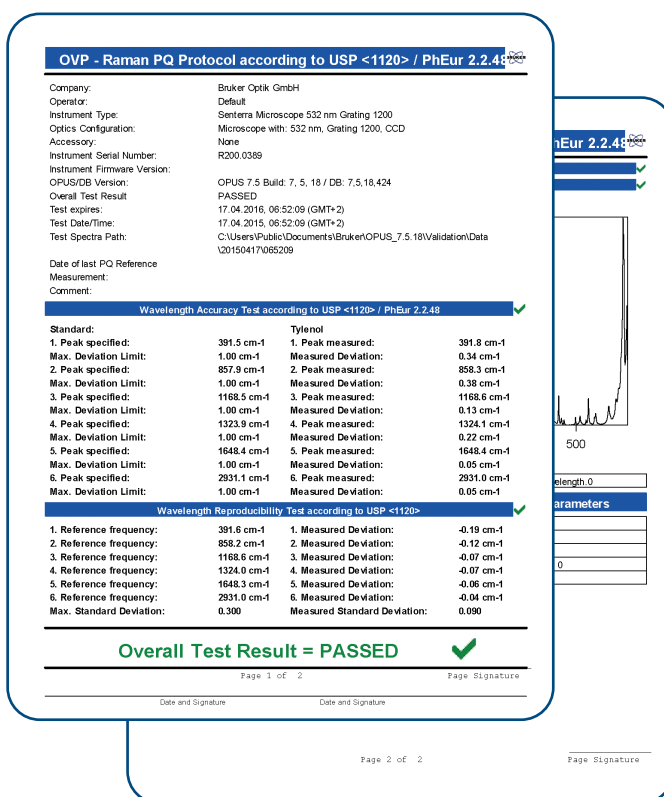 OVP - Raman PQ Protocol according to USP <1120> / PhEur 2.2.48 BRUKER
Company: Bruker Optik GmbH
Operator: Default
Instrument Type: Senterra Microscope 532 nm Grating 1200
Optics Configuration: Microscope with: 532 nm, Grating 1200, CCD
Accessory: None
Instrument Serial Number: R200.0389
Instrument Firmware Version:
OPUS/DB Version: OPUS 7.5 Build: 7, 5, 18 / DB: 7,5,18,424
Overall Test Result PASSED
Test expires: 17.04.2016, 06:52:09 (GMT+2)
Test Date/Time: 17.04.2015, 06:52:09 (GMT+2)
Test Spectra Path: C:\Users\Public\Documents\Bruker\OPUS_7.5.18\Validation\Data
\20150417\065209
Date of last PQ Reference
Measurement:
Comment:
Wavelength Accuracy Test according to USP <1120> / PhEur 2.2.48
Standard: Tylenol
1. Peak specified: 391.5 cm-1 1. Peak measured: 391.8 cm-1
Max. Deviation Limit: 1.00 cm-1 Measured Deviation: 0.34 cm-1
2. Peak specified: 857.9 cm-1 2. Peak measured: 858.3 cm-1
Max. Deviation Limit: 1.00 cm-1 Measured Deviation: 0.38 cm-1
3. Peak specified: 1168.5 cm-1 3. Peak measured: 1168.6 cm-1
Max. Deviation Limit: 1.00 cm-1 Measured Deviation: 0.13 cm-1
4. Peak specified: 1323.9 cm-1 4. Peak measured: 1324.1 cm-1
Max. Deviation Limit: 1.00 cm-1 Measured Deviation: 0.22 cm-1
5. Peak specified: 1648.4 cm-1 5. Peak measured: 1648.4 cm-1
Max. Deviation Limit: 1.00 cm-1 Measured Deviation: 0.05 cm-1
6. Peak specified: 2931.1 cm-1 6. Peak measured: 2931.0 cm-1
Max. Deviation Limit: 1.00 cm-1 Measured Deviation: 0.05 cm-1
Wavelength Reproducibility Test according to USP <1120>
1. Reference frequency: 391.6 cm-1 1. Measured Deviation: -0.19 cm-1
2. Reference frequency: 858.2 cm-1 2. Measured Deviation: -0.12 cm-1
3. Reference frequency: 1168.6 cm-1 3. Measured Deviation: -0.07 cm-1
4. Reference frequency: 1324.0 cm-1 4. Measured Deviation: -0.07 cm-1
5. Reference frequency: 1648.3 cm-1 5. Measured Deviation: -0.06 cm-1
6. Reference frequency: 2931.0 cm-1 6. Measured Deviation: -0.04 cm-1
Max. Standard Deviation: 0.300 Measured Standard Deviation: 0.090
Overall Test Result = PASSED
Page 1 of 2 Page Signature
Date and Signature Date and Signature
hEur 2.2.48 BRUKER
500
elength.0
arameters
0
Page 2 of 2 Page Signature